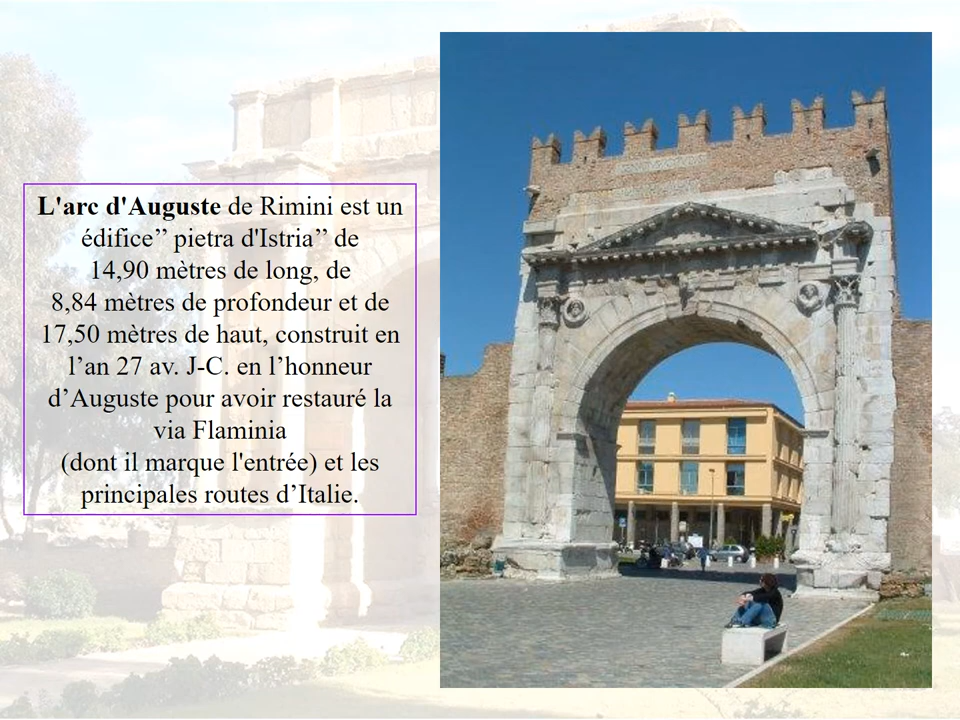 L'arc d'Auguste de Rimini est un
édifice’’ pietra d'Istria’’ de
14,90 mètres de long, de
8,84 mètres de profondeur et de
17,50 mètres de haut, construit en
l’an 27 av. J-C. en l’honneur
d’Auguste pour avoir restauré la
via Flaminia
(dont il marque l'entrée) et les
principales routes d’Italie.